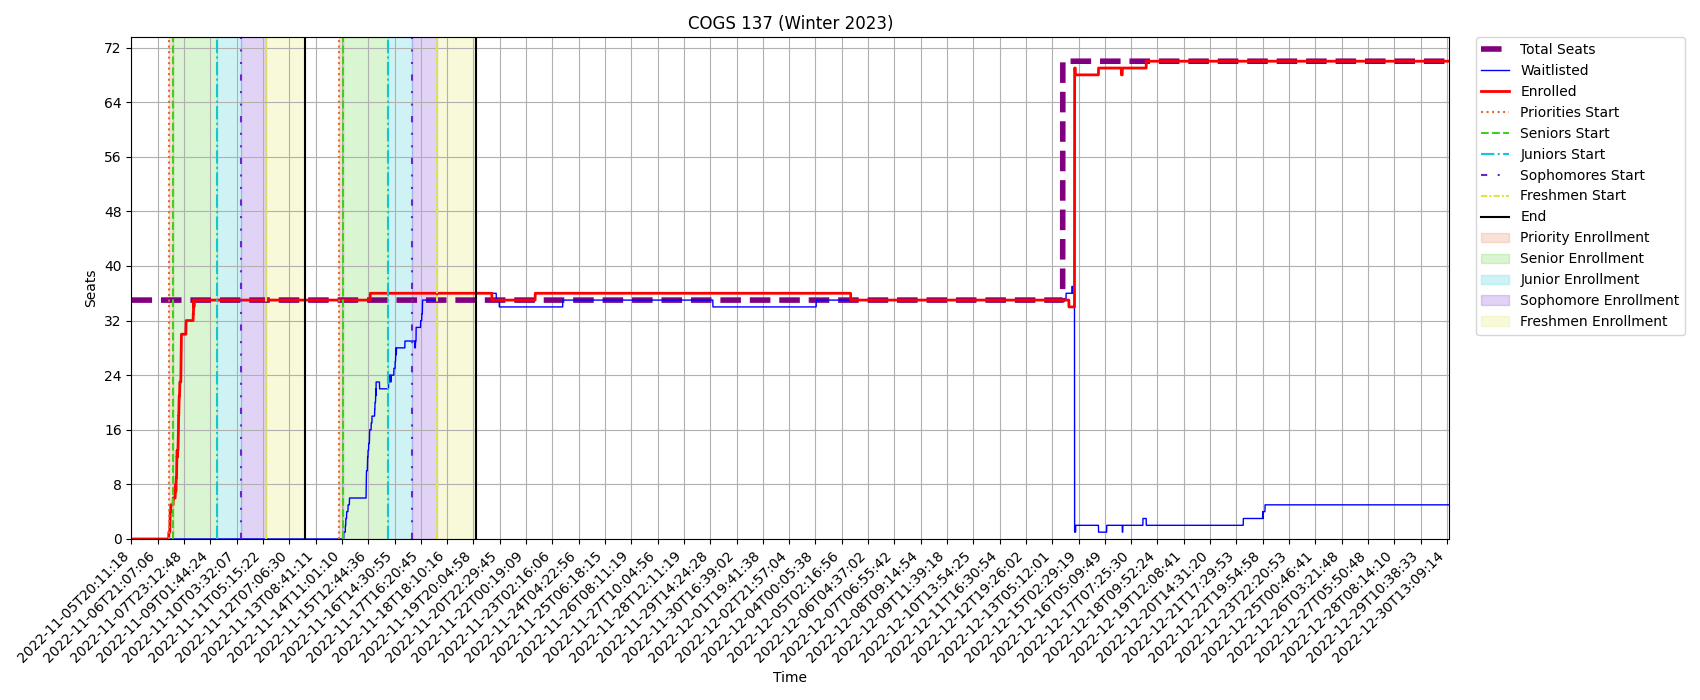 COGS 137 (Winter 2023)
72
64
56
48
40
32
24
16
8
0
Seats
2022-11-05T20:11:18
2022-11-06T21:07:06
2022-11-07T23:12:48
2022-11-09T01:44:24
2022-11-10T03:32:07
2022-11-11T05:15:22
2022-11-12T07:06:30
2022-11-13T08:41:11
2022-11-14T11:01:10
2022-11-15T12:44:36
2022-11-16T14:30:55
2022-11-17T16:20:45
2022-11-18T18:10:16
2022-11-19T20:04:58
2022-11-20T22:29:45
2022-11-22T00:19:09
2022-11-23T02:16:06
2022-11-24T04:22:56
2022-11-25T06:18:15
2022-11-26T08:11:19
2022-11-27T10:04:56
2022-11-28T12:11:19
2022-11-29T14:24:28
2022-11-30T16:39:02
2022-12-01T19:41:38
2022-12-02T21:57:04
2022-12-04T00:05:38
2022-12-05T02:16:56
2022-12-06T04:37:02
2022-12-07T06:55:42
2022-12-08T09:14:54
2022-12-09T11:39:18
2022-12-10T13:54:25
2022-12-11T16:30:54
2022-12-12T19:26:02
2022-12-13T05:12:01
2022-12-15T02:29:19
2022-12-16T05:09:49
2022-12-17T07:25:30
2022-12-18T09:52:24
2022-12-19T12:08:41
2022-12-20T14:31:20
2022-12-21T17:29:53
2022-12-22T19:54:58
2022-12-23T22:20:53
2022-12-25T00:46:41
2022-12-26T03:21:48
2022-12-27T05:50:48
2022-12-28T08:14:10
2022-12-29T10:38:33
2022-12-30T13:09:14
Time
Total Seats
Waitlisted
Enrolled
Priorities Start
Seniors Start
Juniors Start
Sophomores Start
Freshmen Start
End
Priority Enrollment
Senior Enrollment
Junior Enrollment
Sophomore Enrollment
Freshmen Enrollment